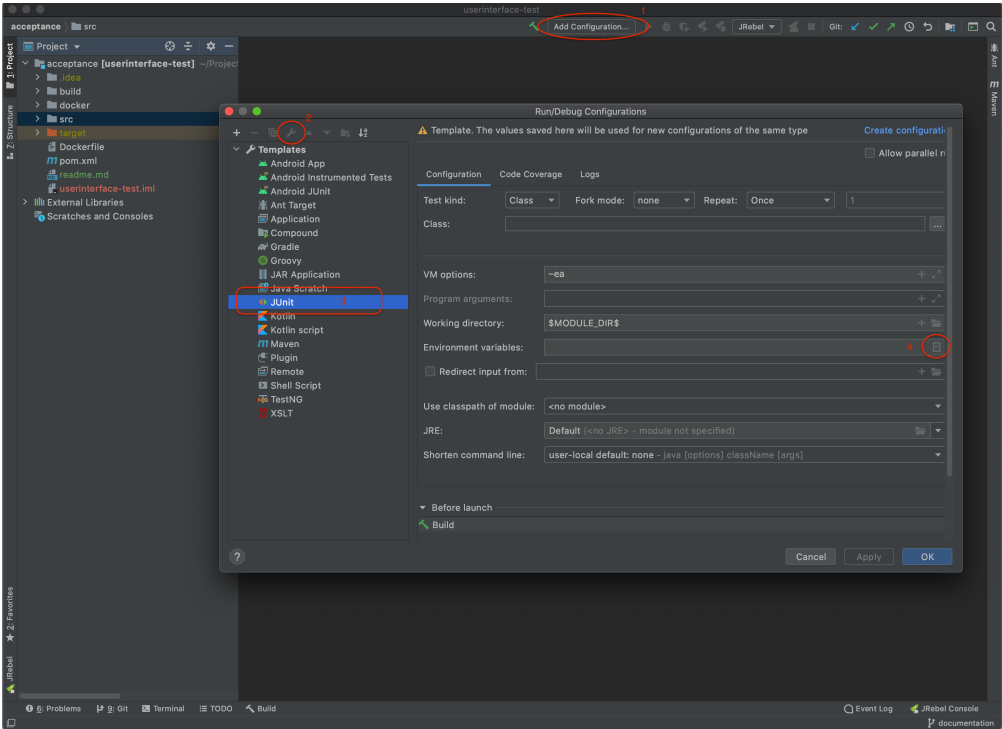 userinterface-test
1
acceptance src
Add Configuration...
JRebel
Git:
1: Project
Z: Structure
2: Favorites
JRebel
Project
acceptance [userinterface-test] ~/Project
.idea
build
docker
src
target
Dockerfile
pom.xml
readme.md
userinterface-test.iml
External Libraries
Scratches and Consoles
Ant
Maven
Run/Debug Configurations
2
Templates
Android App
Android Instrumented Tests
Android JUnit
Ant Target
Application
Compound
Gradle
Groovy
JAR Application
Java Scratch
JUnit
Kotlin
Kotlin script
Maven
Plugin
Remote
Shell Script
TestNG
XSLT
Template. The values saved here will be used for new configurations of the same type
Create configurati
Allow parallel r
Configuration Code Coverage Logs
Test kind: Class Fork mode: none Repeat: Once 1
Class: ...
VM options: -ea
Program arguments:
Working directory: $MODULE_DIR$
Environment variables: 4
Redirect input from:
Use classpath of module: <no module>
JRE: Default (<no JRE> - module not specified)
Shorten command line: user-local default: none - java [options] className [args]
Before launch
Build
? Cancel Apply OK
6: Problems 9: Git Terminal TODO Build Event Log JRebel Console
documentation